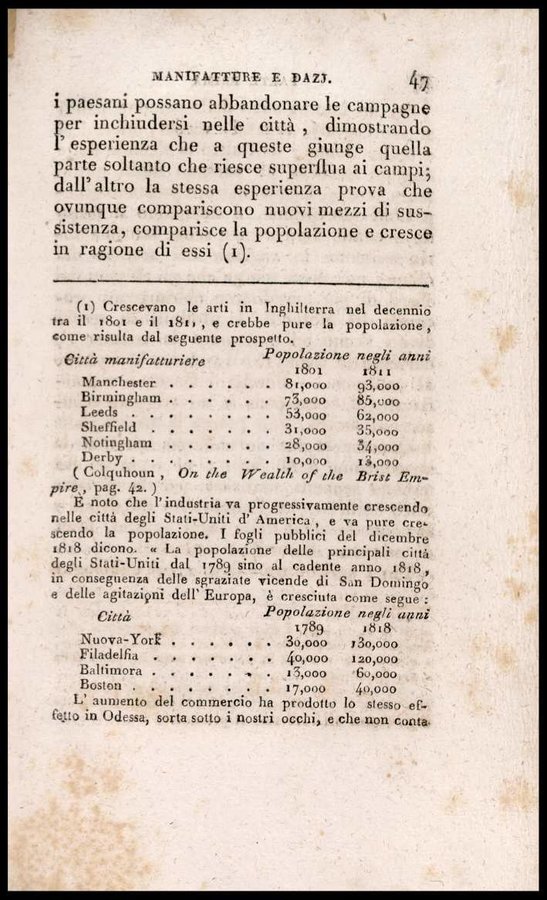 MANIFATTURE E DAZJ. 47
i paesani possano abbandonare le campagne
per inchiudersi nelle città , dimostrando
l' esperienza che a queste giunge quella
parte soltanto che riesce superflua ai campi;
dall' altro la stessa esperienza prova che
ovunque compariscono nuovi mezzi di sus-
sistenza, comparisce la popolazione e cresce
in ragione di essi (1).
(1) Crescevano le arti in Inghilterra nel decennio
tra il 1801 e il 1811 , e crebbe pure la popolazione ,
come risulta dal seguente prospetto.
Città manifatturiere Popolazione negli anni
1801 1811
Manchester . . . . . . 81,000 98,000
Birmingham . . . . . . 73,000 85,000
Leeds . . . . . . . . 53,000 62,000
Sheffield . . . . . . . 31,000 35,000
Notingham . . . . . . 28,000 34,000
Derby . . . . . . . . 10,000 13,000
( Colquhoun , On the Wealth of the Brist Em-
pire , pag. 42. )
E noto che l' industria va progressivamente crescendo
nelle città degli Stati-Uniti d' America , e va pure cre-
scendo la popolazione. I fogli pubblici del dicembre
1818 dicono. « La popolazione delle principali città
degli Stati-Uniti dal 1789 sino al cadente anno 1818 ,
in conseguenza delle sgraziate vicende di San Domingo
e delle agitazioni dell' Europa, è cresciuta come segue :
Città Popolazione negli anni
1789 1818
Nuova-York . . . . . . 30,000 130,000
Filadelfia . . . . . . . 40,000 120,000
Baltimora . . . . . . . 13,000 60,000
Boston . . . . . . . . 17,000 40,000
L' aumento del commercio ha prodotto lo stesso ef-
fetto in Odessa, sorta sotto i nostri occhi, e che non conta